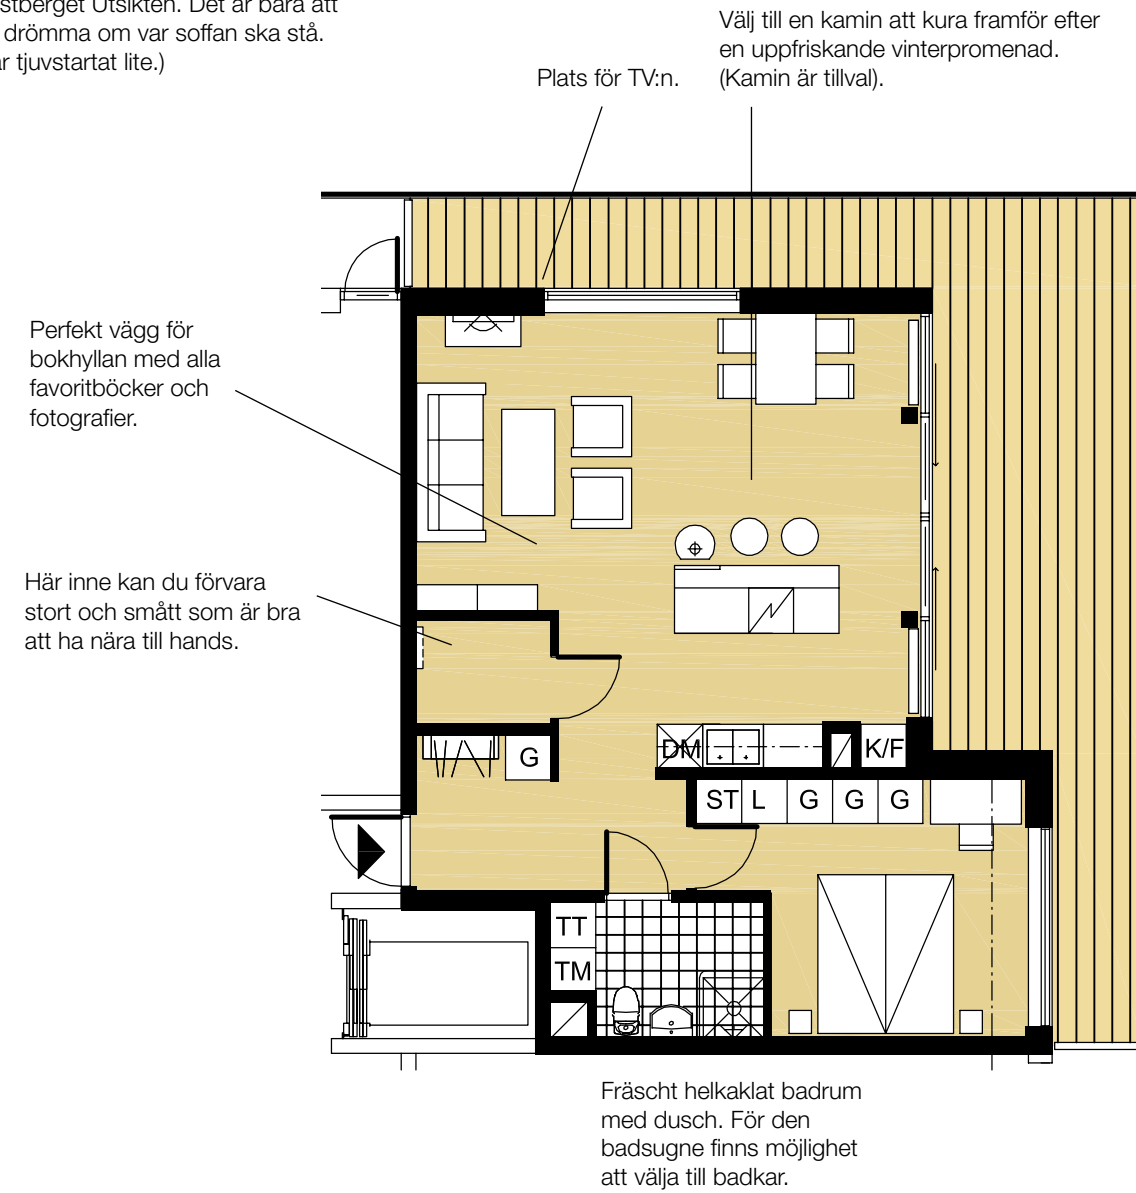 stberget Utsikten. Det är bara att
drömma om var soffan ska stå.
r tjuvstartat lite.)
Välj till en kamin att kura framför efter
en uppfriskande vinterpromenad.
(Kamin är tillval).
Plats för TV:n.
Perfekt vägg för
bokhyllan med alla
favoritböcker och
fotografier.
Här inne kan du förvara
stort och smått som är bra
att ha nära till hands.
DM
K/F
G
ST L G G G
TT
TM
Fräscht helkaklat badrum
med dusch. För den
badsugne finns möjlighet
att välja till badkar.